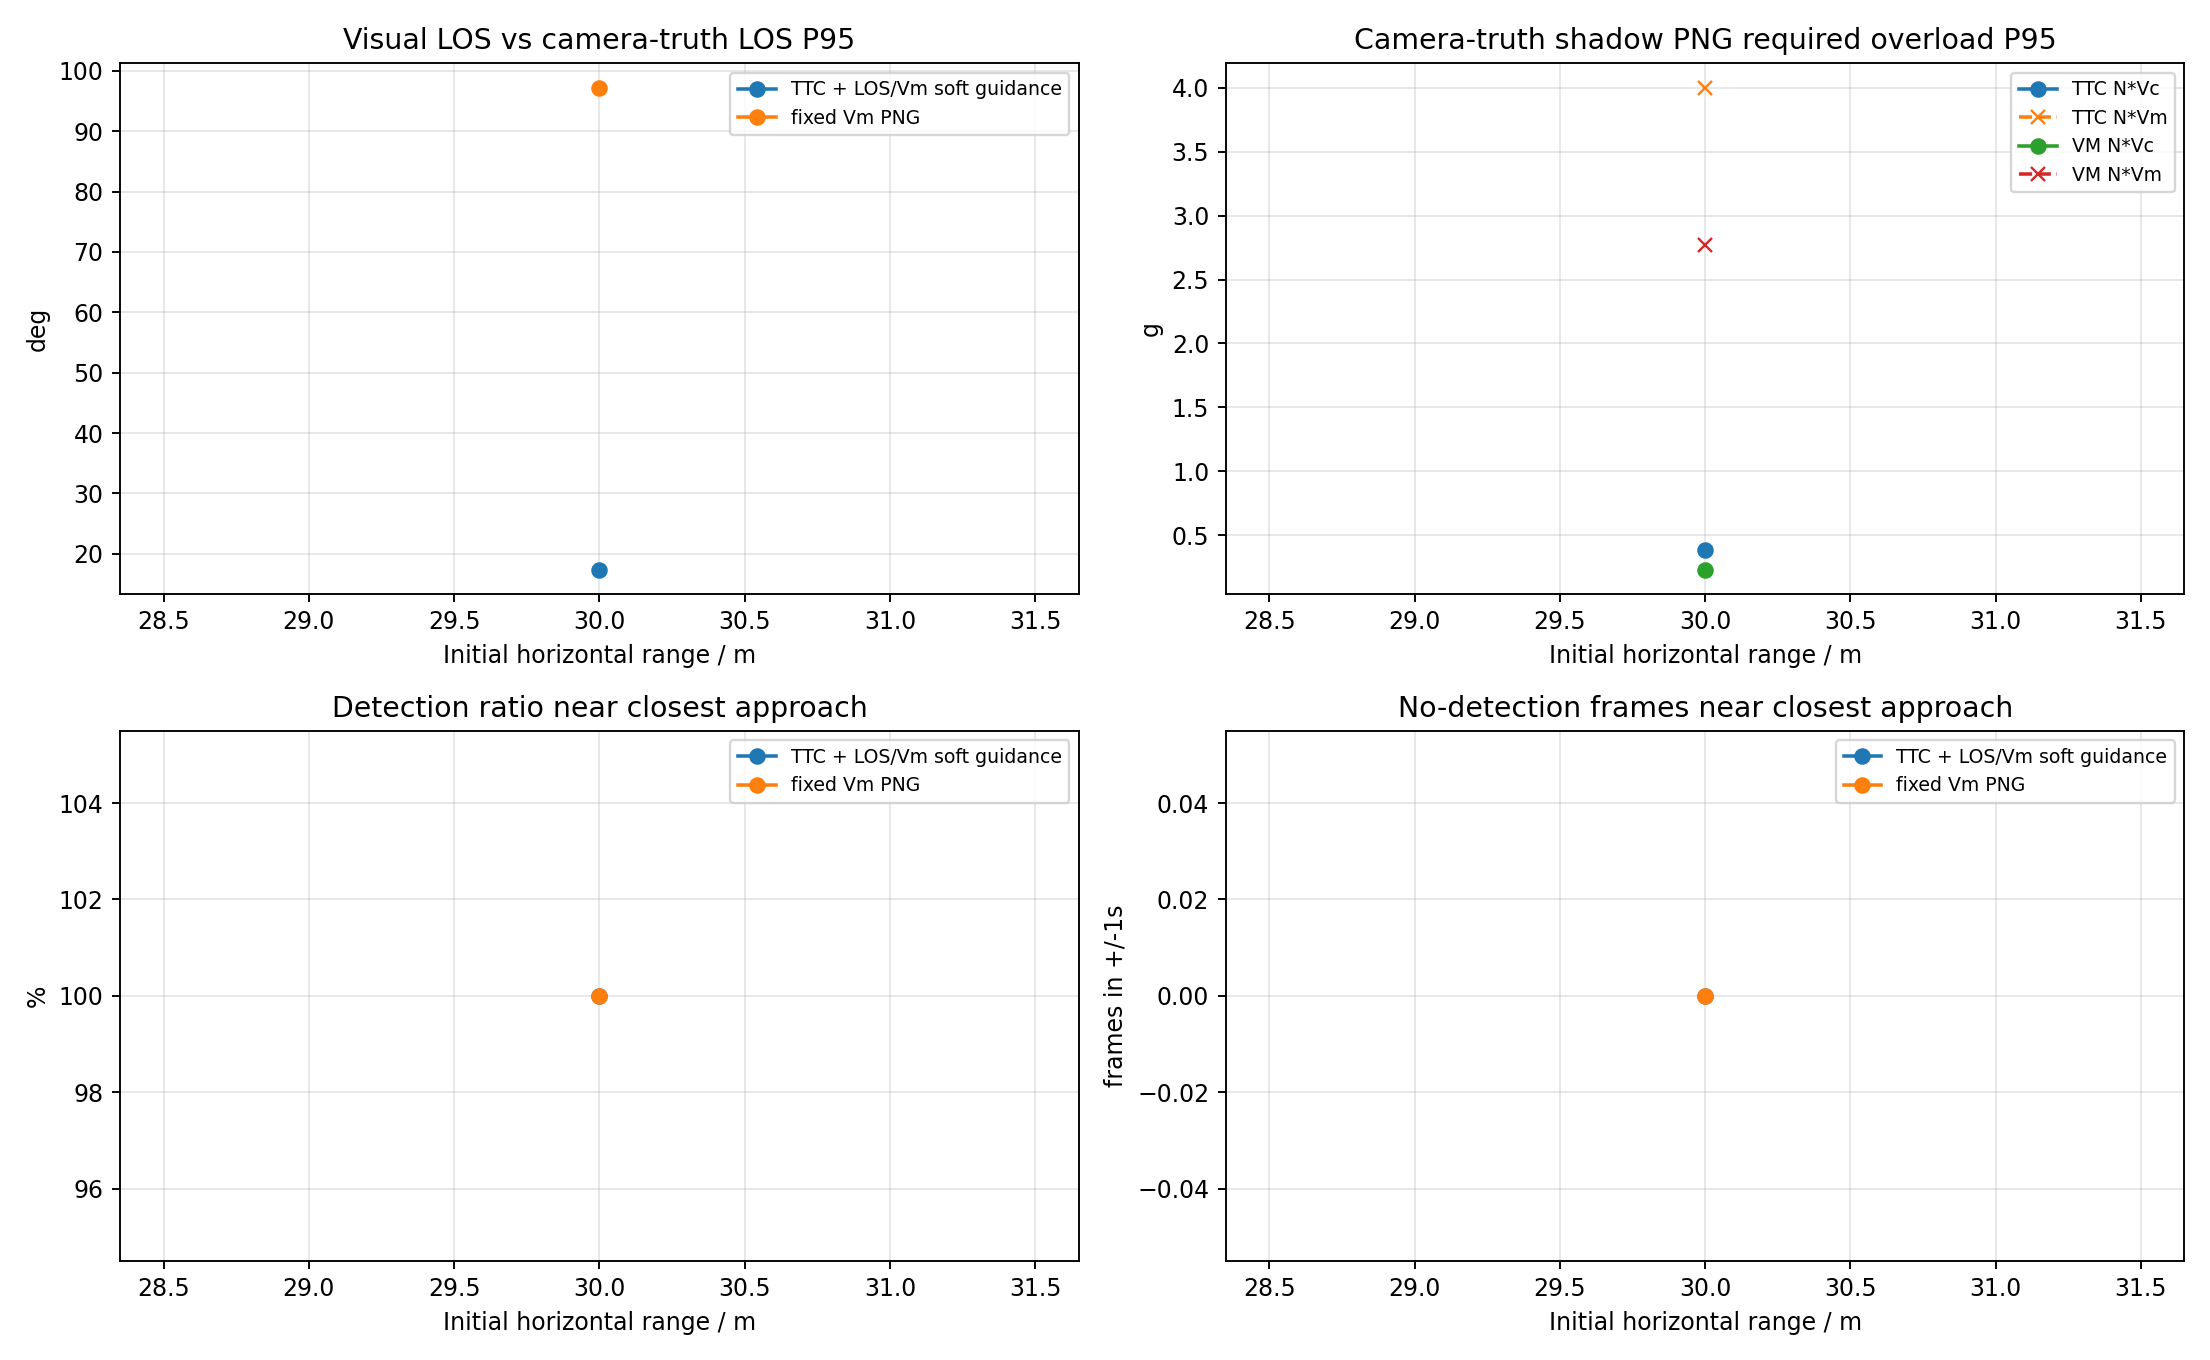 Visual LOS vs camera-truth LOS P95
100
90
80
70
60
50
40
30
20
deg
TTC + LOS/Vm soft guidance
fixed Vm PNG
28.5 29.0 29.5 30.0 30.5 31.0 31.5
Initial horizontal range / m
Camera-truth shadow PNG required overload P95
4.0
3.5
3.0
2.5
2.0
1.5
1.0
0.5
g
TTC N*Vc
TTC N*Vm
VM N*Vc
VM N*Vm
28.5 29.0 29.5 30.0 30.5 31.0 31.5
Initial horizontal range / m
Detection ratio near closest approach
104
102
100
98
96
%
TTC + LOS/Vm soft guidance
fixed Vm PNG
28.5 29.0 29.5 30.0 30.5 31.0 31.5
Initial horizontal range / m
No-detection frames near closest approach
0.04
0.02
0.00
−0.02
−0.04
frames in +/-1s
TTC + LOS/Vm soft guidance
fixed Vm PNG
28.5 29.0 29.5 30.0 30.5 31.0 31.5
Initial horizontal range / m